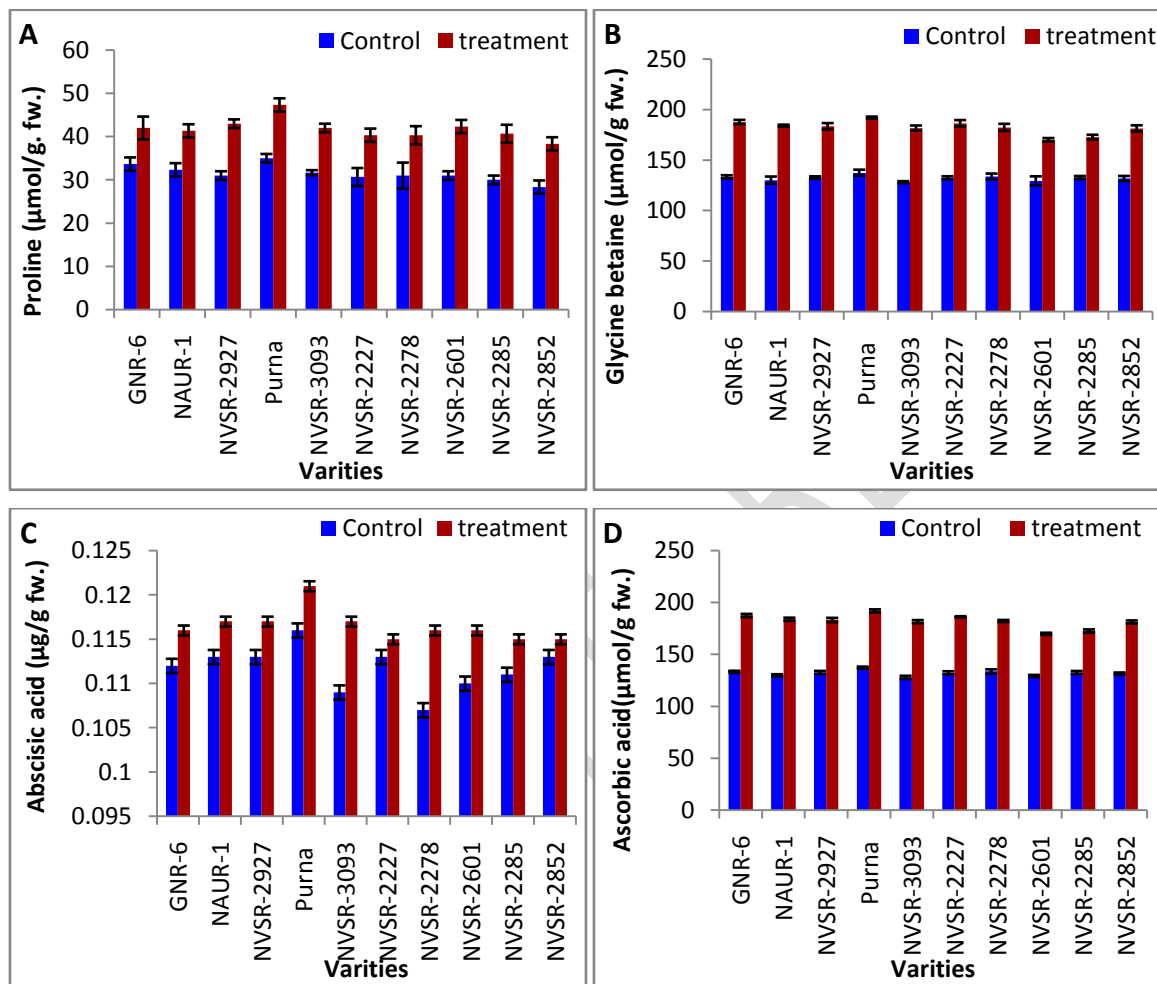 A
Control treatment
60
50
40
30
20
10
0
Proline (µmol/g. fw.)
GNR-6
NAUR-1
NVSR-2927
Purna
NVSR-3093
NVSR-2227
NVSR-2278
NVSR-2601
NVSR-2285
NVSR-2852
Varities
B
Control treatment
250
200
150
100
50
0
Glycine betaine (µmol/g fw.)
GNR-6
NAUR-1
NVSR-2927
Purna
NVSR-3093
NVSR-2227
NVSR-2278
NVSR-2601
NVSR-2285
NVSR-2852
Varities
C
Control treatment
0.125
0.12
0.115
0.11
0.105
0.1
0.095
Abscisic acid (µg/g fw.)
GNR-6
NAUR-1
NVSR-2927
Purna
NVSR-3093
NVSR-2227
NVSR-2278
NVSR-2601
NVSR-2285
NVSR-2852
Varities
D
Control treatment
250
200
150
100
50
0
Ascorbic acid(µmol/g fw.)
GNR-6
NAUR-1
NVSR-2927
Purna
NVSR-3093
NVSR-2227
NVSR-2278
NVSR-2601
NVSR-2285
NVSR-2852
Varities